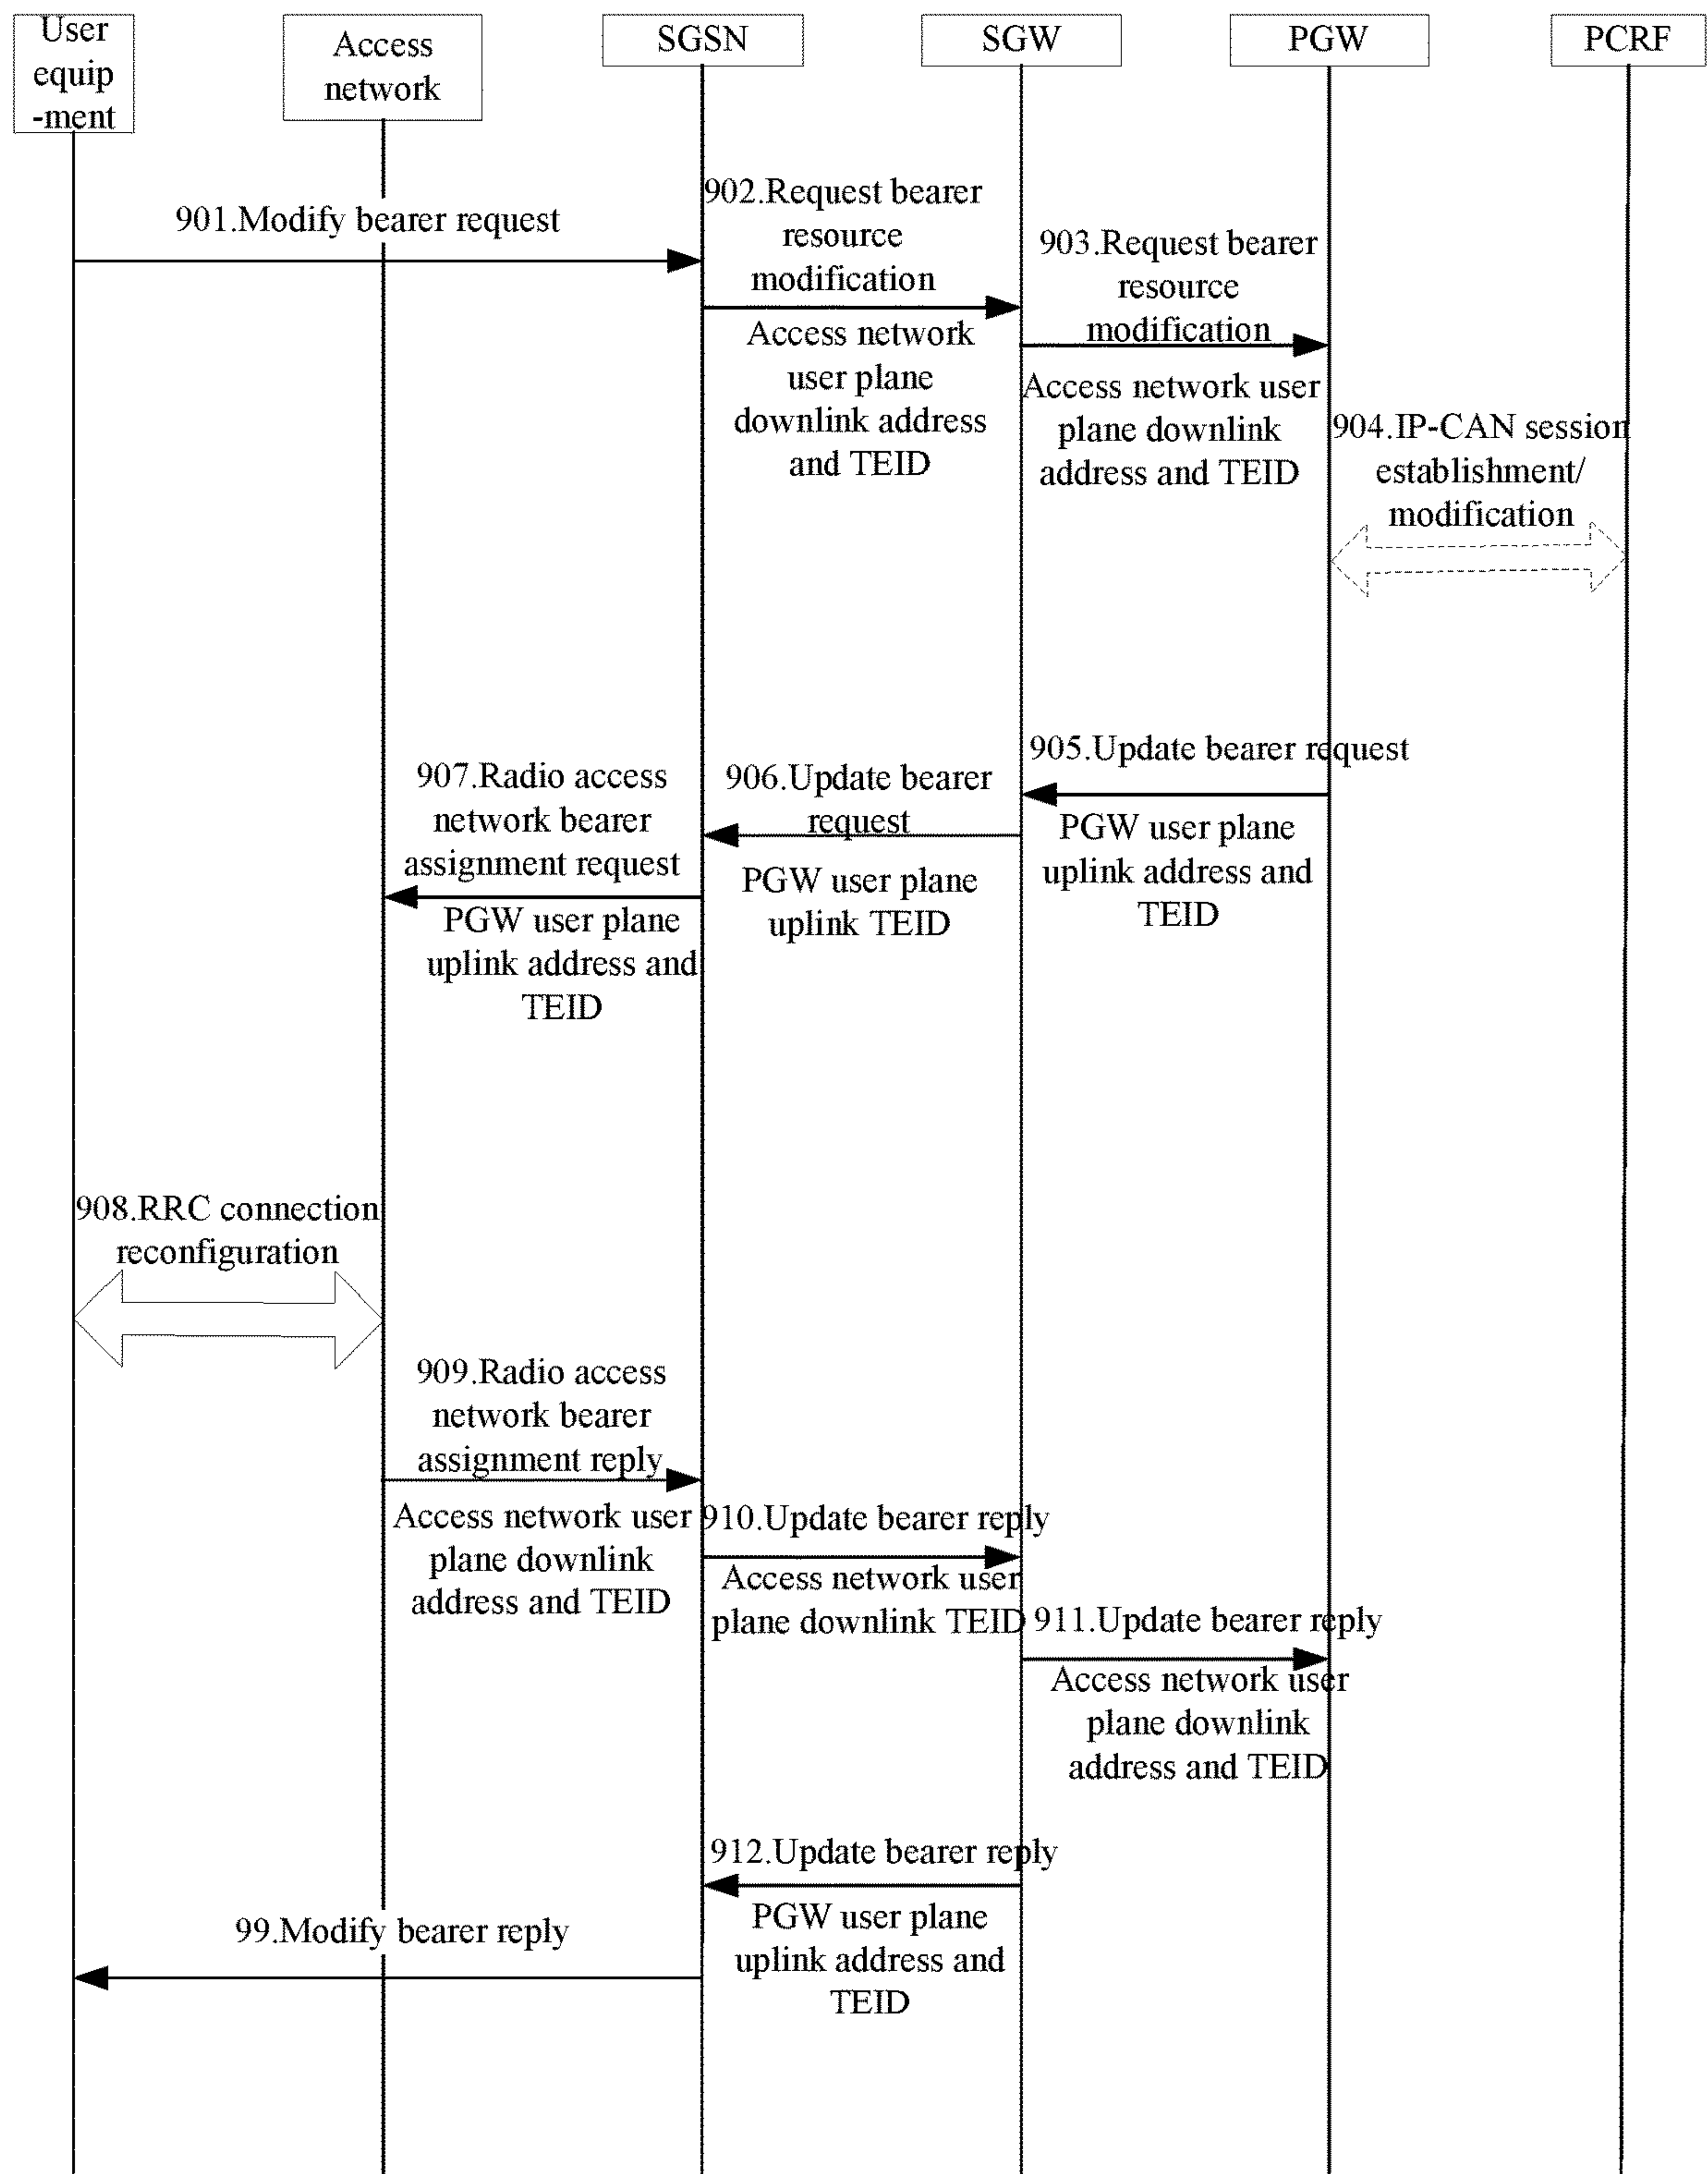 User
equip
-ment
Access
network
SGSN
SGW
PGW
PCRF
901.Modify bearer request
902.Request bearer
resource
modification
Access network
user plane
downlink address
and TEID
903.Request bearer
resource
modification
Access network user
plane downlink
address and TEID
904.IP-CAN session
establishment/
modification
905.Update bearer request
PGW user plane
uplink address and
TEID
906.Update bearer
request
PGW user plane
uplink TEID
907.Radio access
network bearer
assignment request
PGW user plane
uplink address and
TEID
908.RRC connection
reconfiguration
909.Radio access
network bearer
assignment reply
Access network user
plane downlink
address and TEID
910.Update bearer reply
Access network user
plane downlink TEID
911.Update bearer reply
Access network user
plane downlink
address and TEID
912.Update bearer reply
PGW user plane
uplink address and
TEID
99.Modify bearer reply